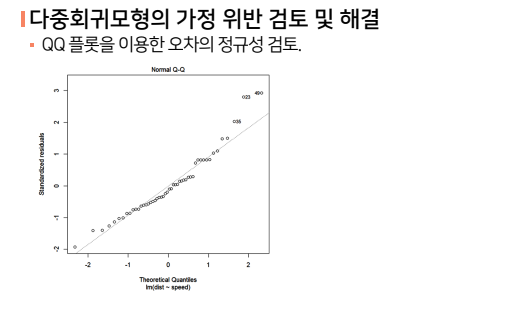 다중회귀모형의 가정 위반 검토 및 해결
QQ 플롯을 이용한 오차의 정규성 검토.
Normal Q-Q
Standardized residuals
3
2
1
0
-1
-2
23
49
35
-2 -1 0 1 2
Theoretical Quantiles
lm(dist ~ speed)